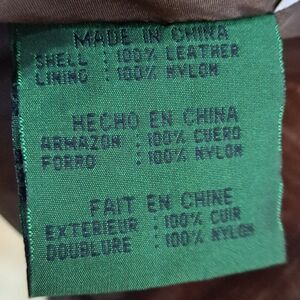 MADE IN CHINA
SHELL : 100% LEATHER
LINING : 100% NYLON
HECHO EN CHINA
ARMAZON : 100% CUERO
FORRO : 100% NYLON
FAIT EN CHINE
EXTERIEUR : 100% CUIR
DOUBLURE : 100% NYLON